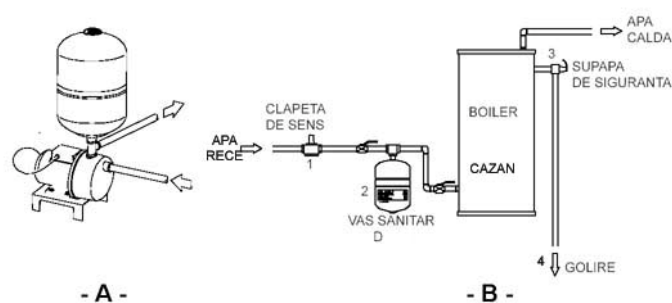 APA
CALDA
3
SUPAPA
DE SIGURANTA
CLAPETA
DE SENS
BOILER
APA
RECE
1
CAZAN
2
VAS SANITAR
D
4
GOLIRE
- A -
- B -